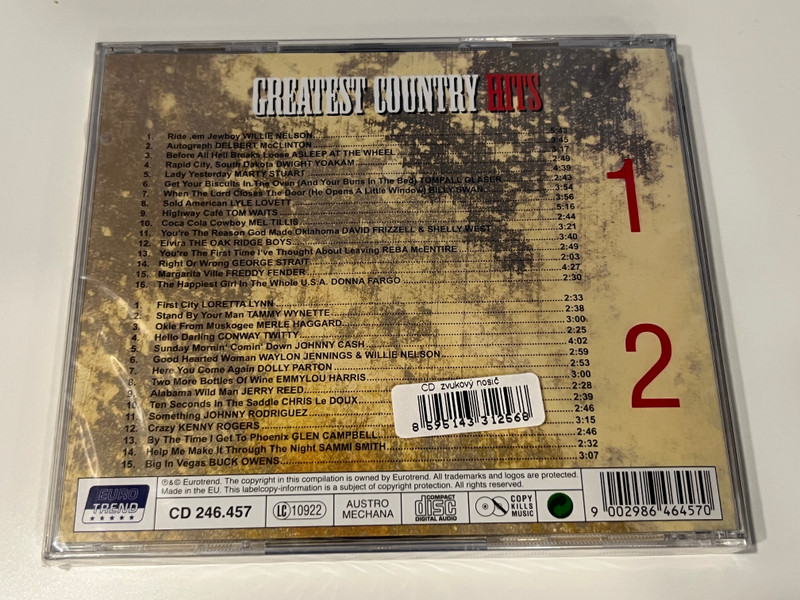 GREATEST COUNTRY HITS
1. Ride 'em Jewboy WILLIE NELSON 5:43
2. Autograph DELBERT McCLINTON 3:45
3. Before All Hell Breaks Loose ASLEEP AT THE WHEEL 3:17
4. Rapid City, South Dakota DWIGHT YOAKAM 2:49
5. Lady Yesterday MARTY STUART 4:39
6. Get Your Biscuits In The Oven (And Your Buns In The Bed) TOMPALL GLASER 2:43
7. When The Lord Closes The Door (He Opens A Little Window) BILLY SWAN 3:54
8. Sold American LYLE LOVETT 3:56
9. Highway Café TOM WAITS 5:16
10. Coca Cola Cowboy MEL TILLIS 2:44
11. You're The Reason God Made Oklahoma DAVID FRIZZELL & SHELLY WEST 3:21
12. Elvira THE OAK RIDGE BOYS 3:40
13. You're The First Time I've Thought About Leaving REBA McENTIRE 2:49
14. Right Or Wrong GEORGE STRAIT 2:03
15. Margarita Ville FREDDY FENDER 4:27
16. The Happiest Girl In The Whole U.S.A. DONNA FARGO 2:30
1
1. First City LORETTA LYNN 2:33
2. Stand By Your Man TAMMY WYNETTE 2:38
3. Okie From Muskogee MERLE HAGGARD 3:00
4. Hello Darling CONWAY TWITTY 2:25
5. Sunday Mornin' Comin' Down JOHNNY CASH 4:02
6. Good Hearted Woman WAYLON JENNINGS & WILLIE NELSON 2:59
7. Here You Come Again DOLLY PARTON 2:53
8. Two More Bottles Of Wine EMMYLOU HARRIS 3:00
9. Alabama Wild Man JERRY REED 2:28
10. Ten Seconds In The Saddle CHRIS Le DOUX 2:39
11. Something JOHNNY RODRIGUEZ 2:46
12. Crazy KENNY ROGERS 3:15
13. By The Time I Get To Phoenix GLEN CAMPBELL 2:46
14. Help Me Make It Through The Night SAMMI SMITH 2:32
15. Big In Vegas BUCK OWENS 3:07
2
CD zvukový nosič
8 595143 312568
EURO
TREND
℗&© Eurotrend. The copyright in this compilation is owned by Eurotrend. All trademarks and logos are protected.
Made in the EU. This labelcopy-information is a subject of copyright protection. All rights reserved.
CD 246.457
LC 10922
AUSTRO
MECHANA
COMPACT
disc
DIGITAL AUDIO
COPY
KILLS
MUSIC
9 002986 464570